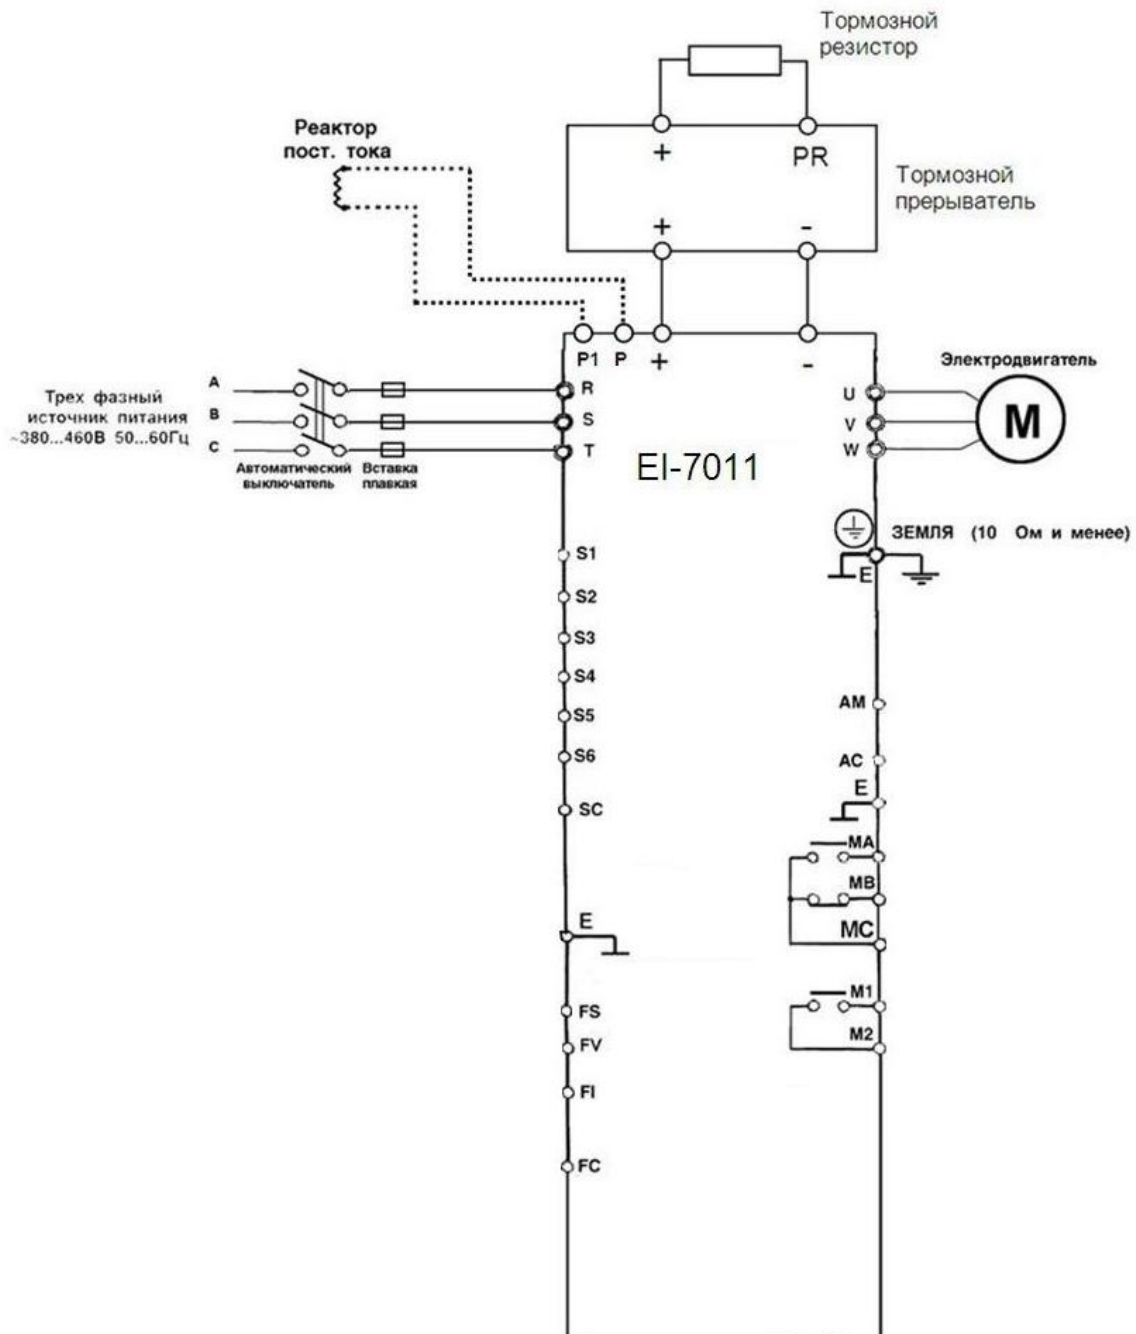 Тормозной
резистор
Реактор
пост. тока
+
PR
Тормозной
прерыватель
+
-
P1
P
+
-
Электродвигатель
Трех фазный
источник питания
~380...460В 50...60Гц
A
B
C
R
S
T
U
V
W
M
Автоматический
выключатель
Вставка
плавкая
EI-7011
ЗЕМЛЯ (10 Ом и менее)
E
S1
S2
S3
S4
S5
S6
SC
AM
AC
E
MA
MB
MC
E
M1
M2
FS
FV
FI
FC